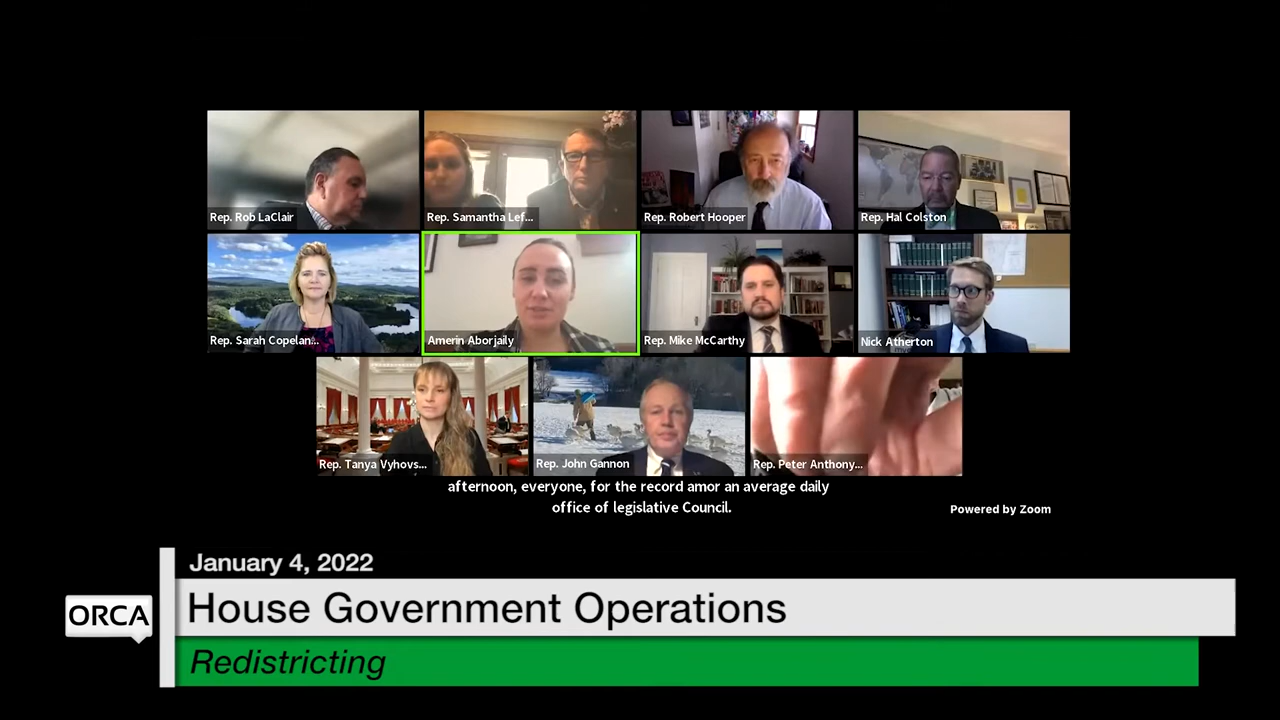 Rep. Rob LaClair
Rep. Samantha Lef...
Rep. Robert Hooper
Rep. Hal Colston
Rep. Sarah Copelan...
Amerin Aborjaily
Rep. Mike McCarthy
Nick Atherton
Rep. Tanya Vyhovs...
Rep. John Gannon
Rep. Peter Anthony...
afternoon, everyone, for the record amor an average daily
office of legislative Council.
Powered by Zoom
January 4, 2022
ORCA
House Government Operations
Redistricting